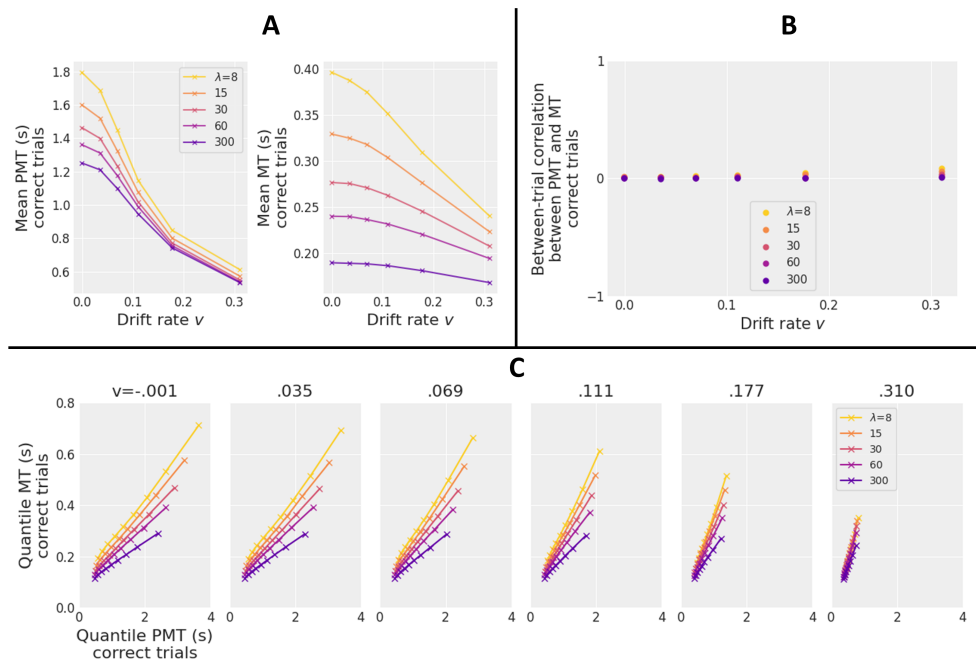 A
B
Mean PMT (s)
correct trials
1.8
1.6
1.4
1.2
1.0
0.8
0.6
λ=8
15
30
60
300
0.0 0.1 0.2 0.3
Drift rate v
Mean MT (s)
correct trials
0.40
0.35
0.30
0.25
0.20
0.0 0.1 0.2 0.3
Drift rate v
Between-trial correlation
between PMT and MT
correct trials
1
0
−1
λ=8
15
30
60
300
0.0 0.1 0.2 0.3
Drift rate v
C
v=-.001 .035 .069 .111 .177 .310
Quantile MT (s)
correct trials
0.8
0.6
0.4
0.2
0.0
λ=8
15
30
60
300
0 2 4 0 2 4 0 2 4 0 2 4 0 2 4 0 2 4
Quantile PMT (s)
correct trials